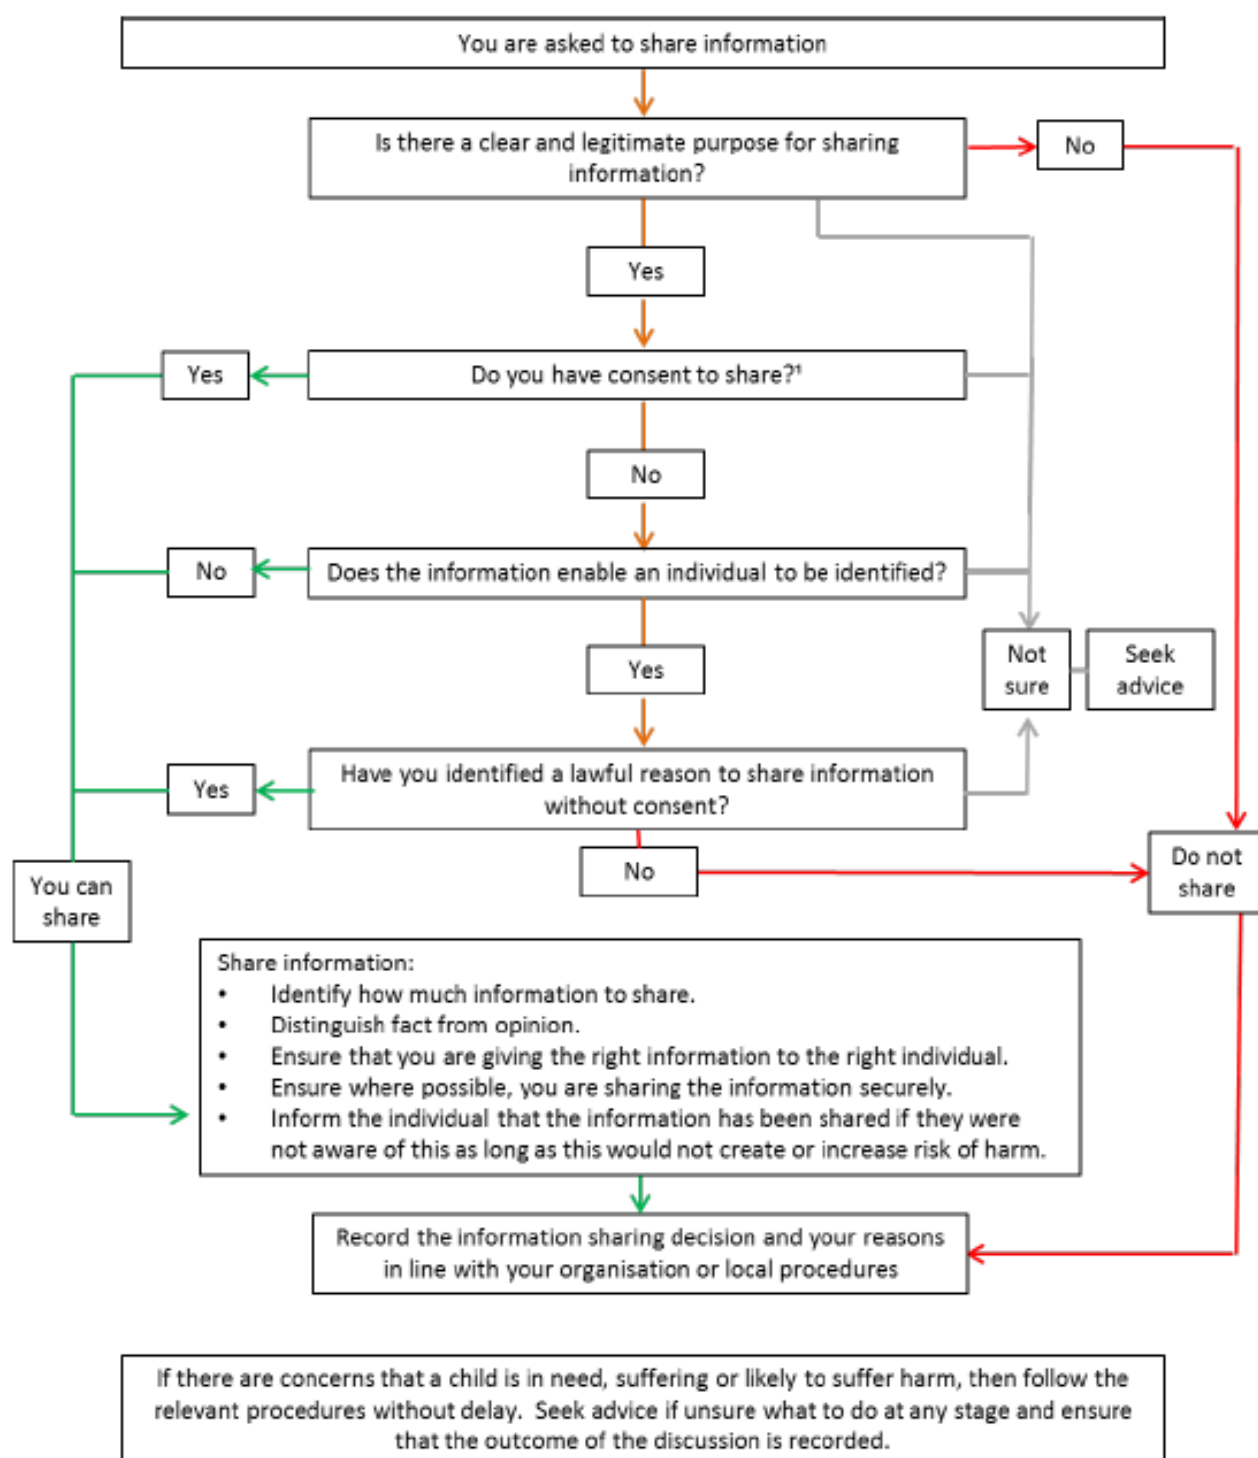 You are asked to share information
Is there a clear and legitimate purpose for sharing
information?
No
Yes
Yes
Do you have consent to share?¹
No
No
Does the information enable an individual to be identified?
Yes
Not
sure
Seek
advice
Yes
Have you identified a lawful reason to share information
without consent?
No
Do not
share
You can
share
Share information:
• Identify how much information to share.
• Distinguish fact from opinion.
• Ensure that you are giving the right information to the right individual.
• Ensure where possible, you are sharing the information securely.
• Inform the individual that the information has been shared if they were
not aware of this as long as this would not create or increase risk of harm.
Record the information sharing decision and your reasons
in line with your organisation or local procedures
If there are concerns that a child is in need, suffering or likely to suffer harm, then follow the
relevant procedures without delay. Seek advice if unsure what to do at any stage and ensure
that the outcome of the discussion is recorded.